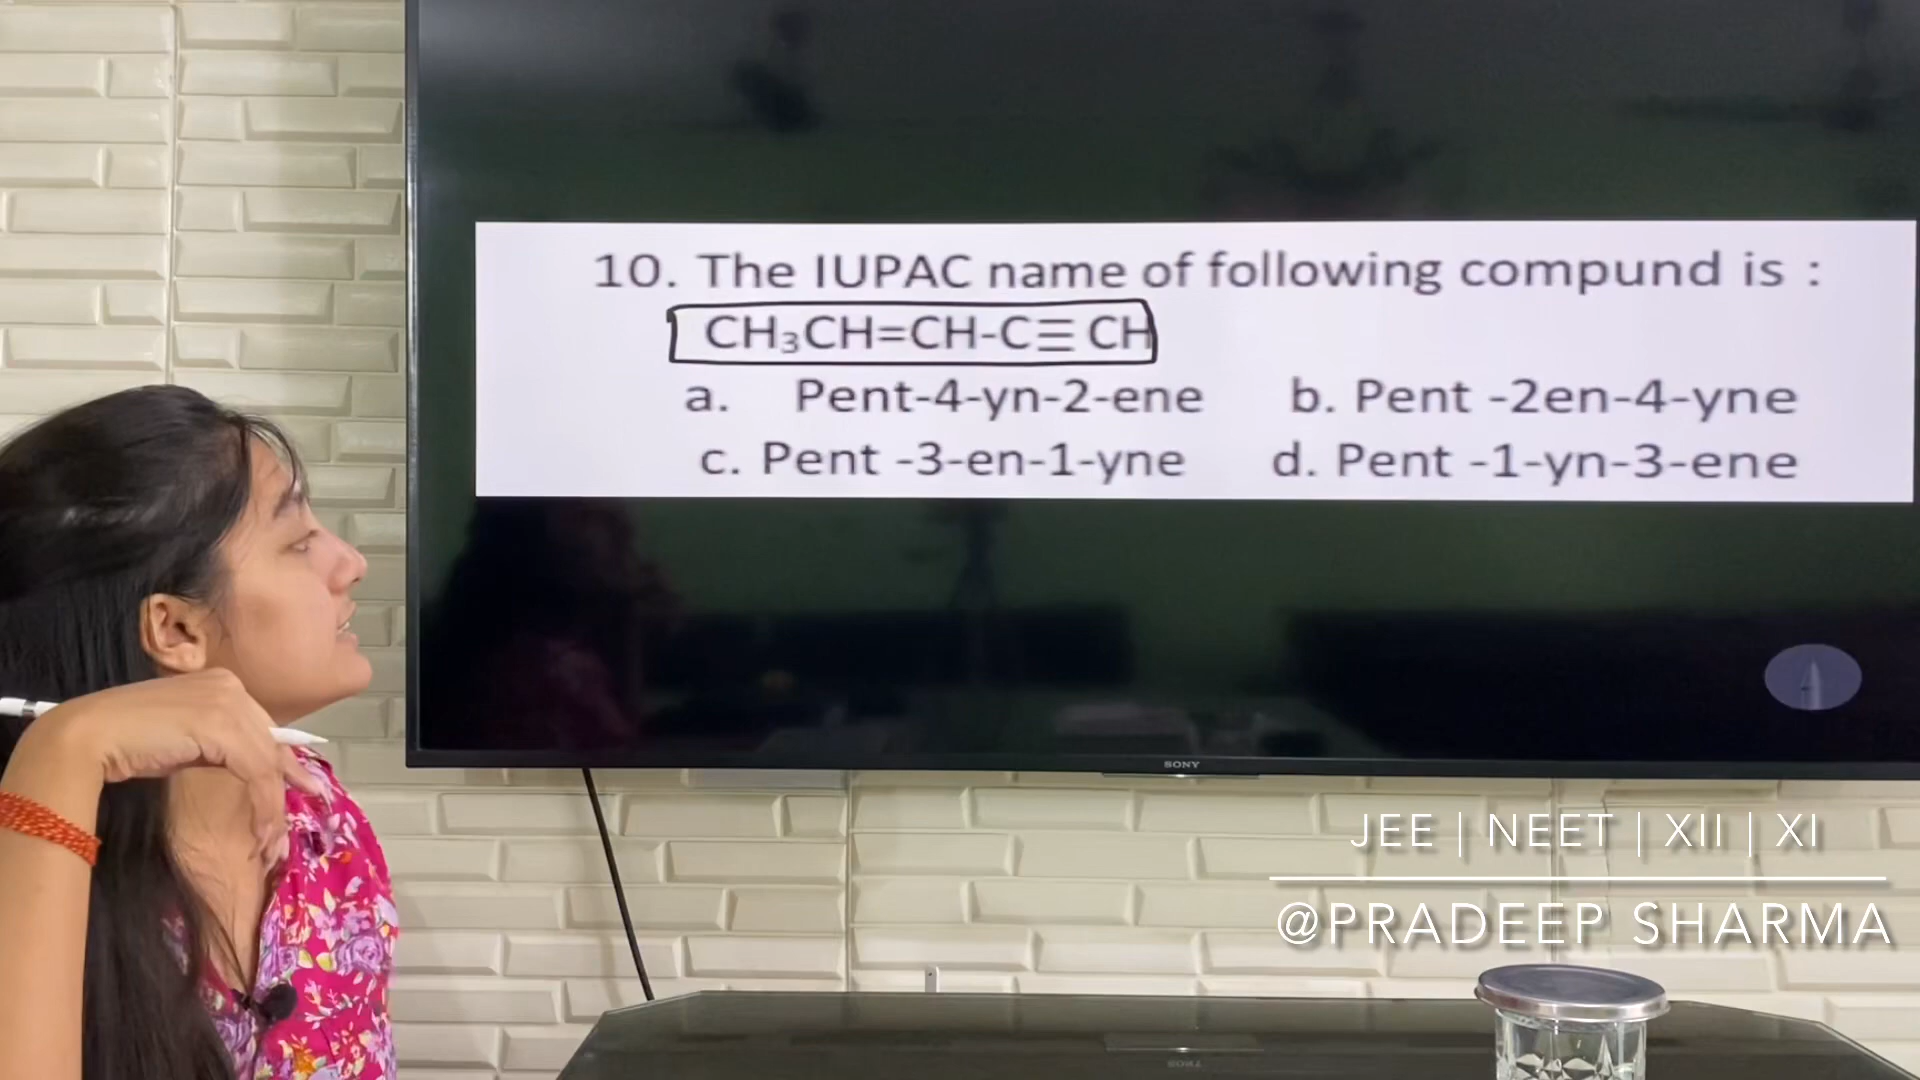 10. The IUPAC name of following compund is :
CH₃CH=CH-C≡ CH
a. Pent-4-yn-2-ene b. Pent -2en-4-yne
c. Pent -3-en-1-yne d. Pent -1-yn-3-ene
SONY
JEE | NEET | XII | XI
@PRADEEP SHARMA
SONY